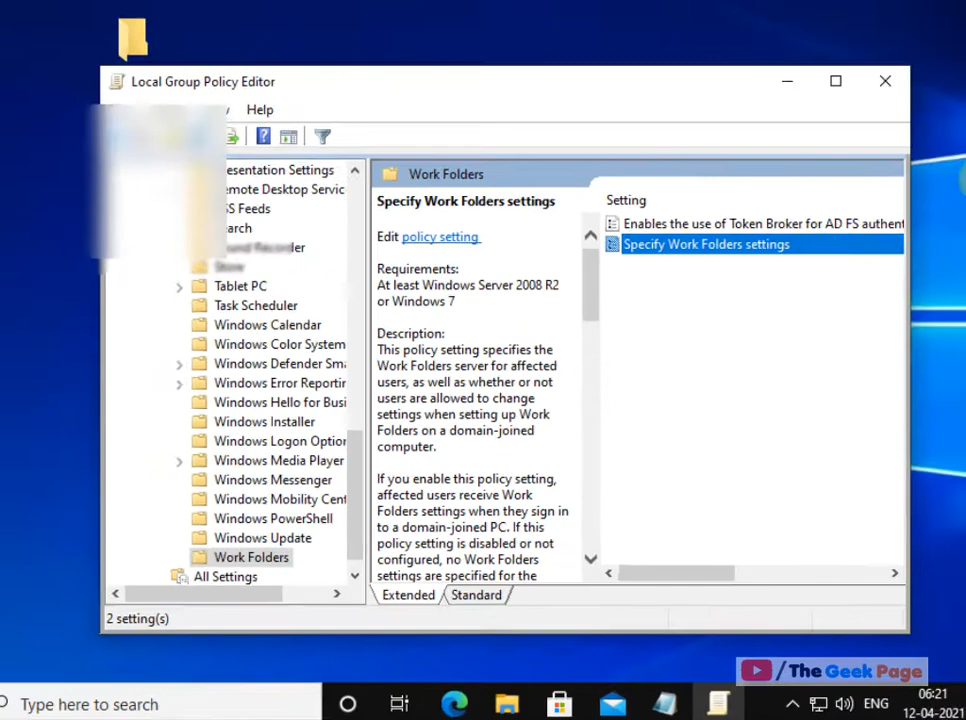 Local Group Policy Editor
Help
esentation Settings
emote Desktop Servic
SS Feeds
arch
Store
Tablet PC
Task Scheduler
Windows Calendar
Windows Color System
Windows Defender Sma
Windows Error Reportin
Windows Hello for Busi
Windows Installer
Windows Logon Option
Windows Media Player
Windows Messenger
Windows Mobility Cent
Windows PowerShell
Windows Update
Work Folders
All Settings
Work Folders
Specify Work Folders settings
Edit policy setting
Requirements:
At least Windows Server 2008 R2
or Windows 7
Description:
This policy setting specifies the
Work Folders server for affected
users, as well as whether or not
users are allowed to change
settings when setting up Work
Folders on a domain-joined
computer.
If you enable this policy setting,
affected users receive Work
Folders settings when they sign in
to a domain-joined PC. If this
policy setting is disabled or not
configured, no Work Folders
settings are specified for the
Setting
Enables the use of Token Broker for AD FS authent
Specify Work Folders settings
Extended
Standard
2 setting(s)
The Geek Page
Type here to search
ENG
06:21
12-04-2021